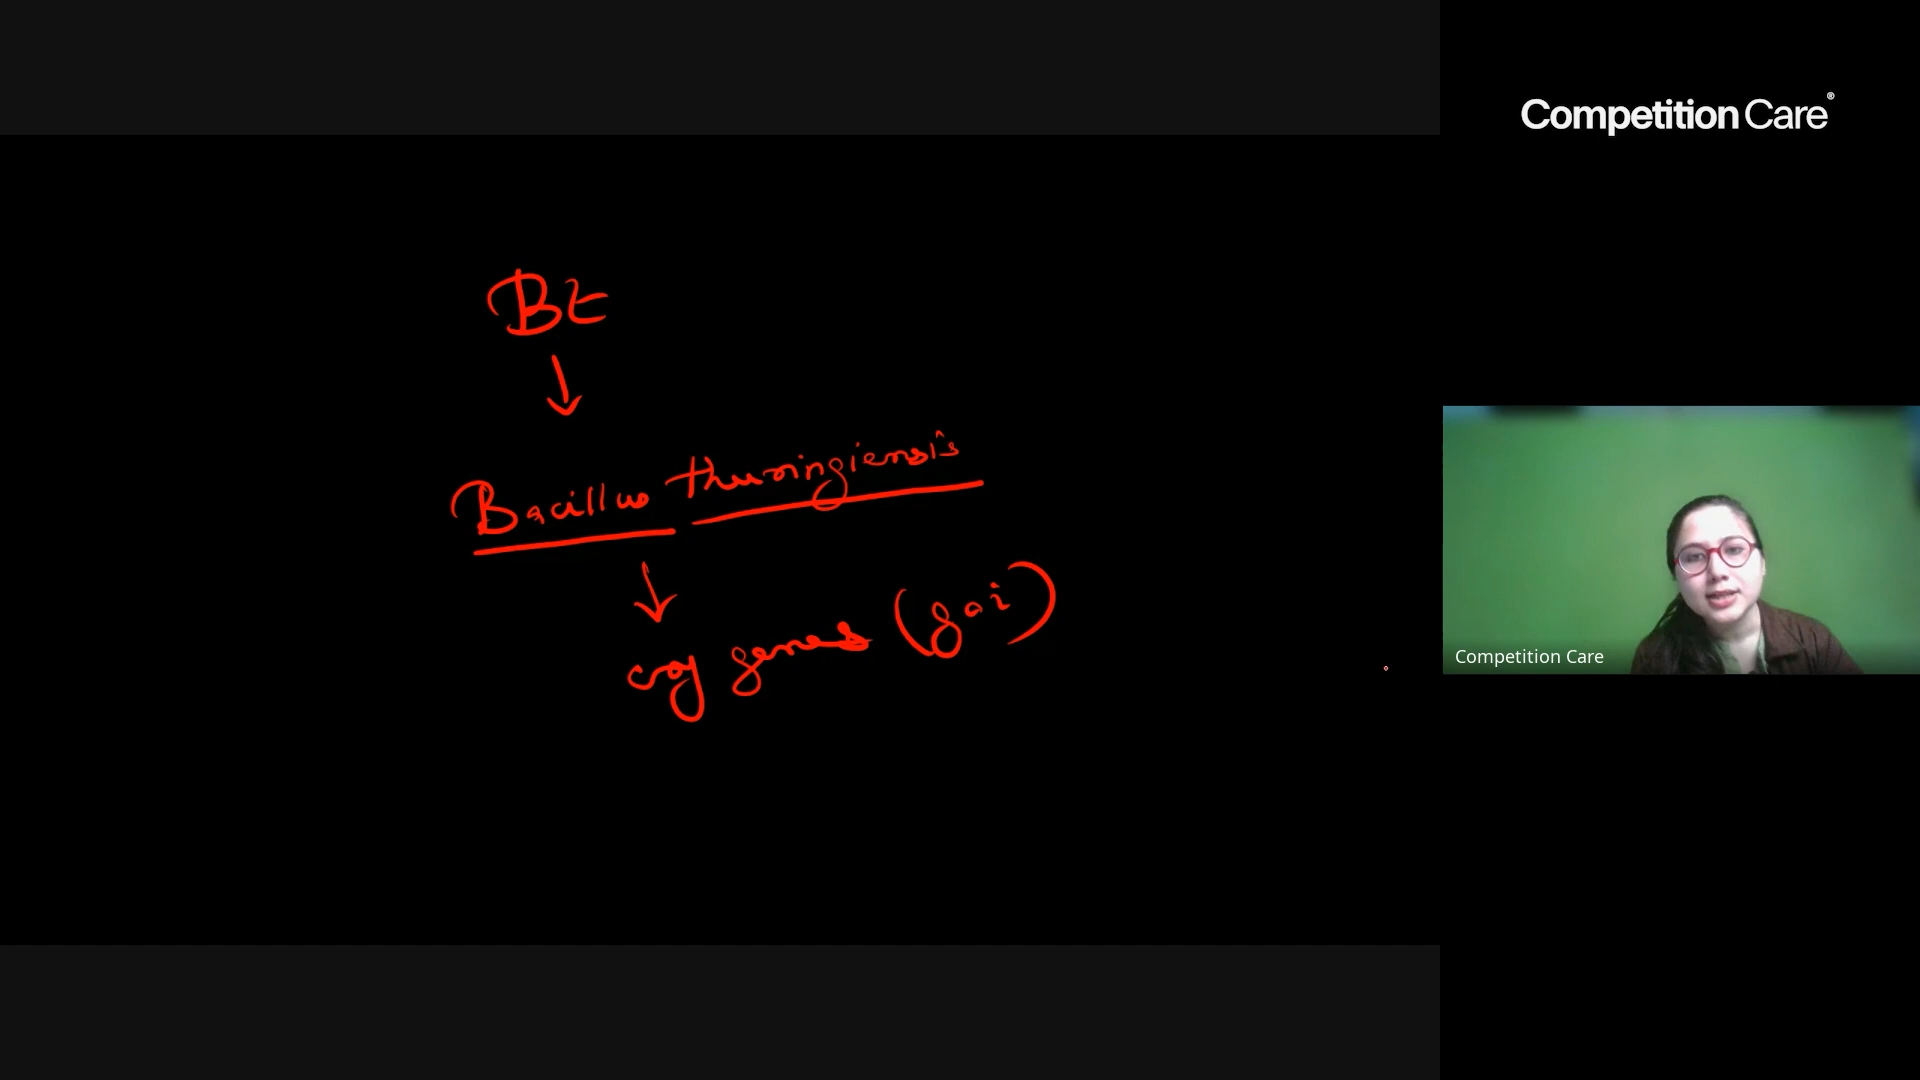 Competition Care®
Bt
Bacillus thuringiensis
cry genes (goi)
Competition Care